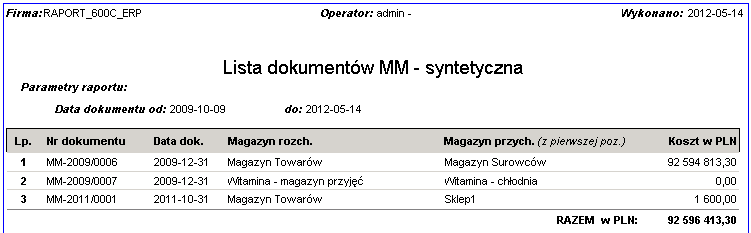 Firma:RAPORT_600C_ERP Operator: admin - Wykonano: 2012-05-14
Lista dokumentów MM - syntetyczna
Parametry raportu:
Data dokumentu od: 2009-10-09 do: 2012-05-14
Lp. Nr dokumentu Data dok. Magazyn rozch. Magazyn przych. (z pierwszej poz.) Koszt w PLN
1 MM-2009/0006 2009-12-31 Magazyn Towarów Magazyn Surowców 92 594 813,30
2 MM-2009/0007 2009-12-31 Witamina - magazyn przyjęć Witamina - chłodnia 0,00
3 MM-2011/0001 2011-10-31 Magazyn Towarów Sklep1 1 600,00
RAZEM w PLN: 92 596 413,30